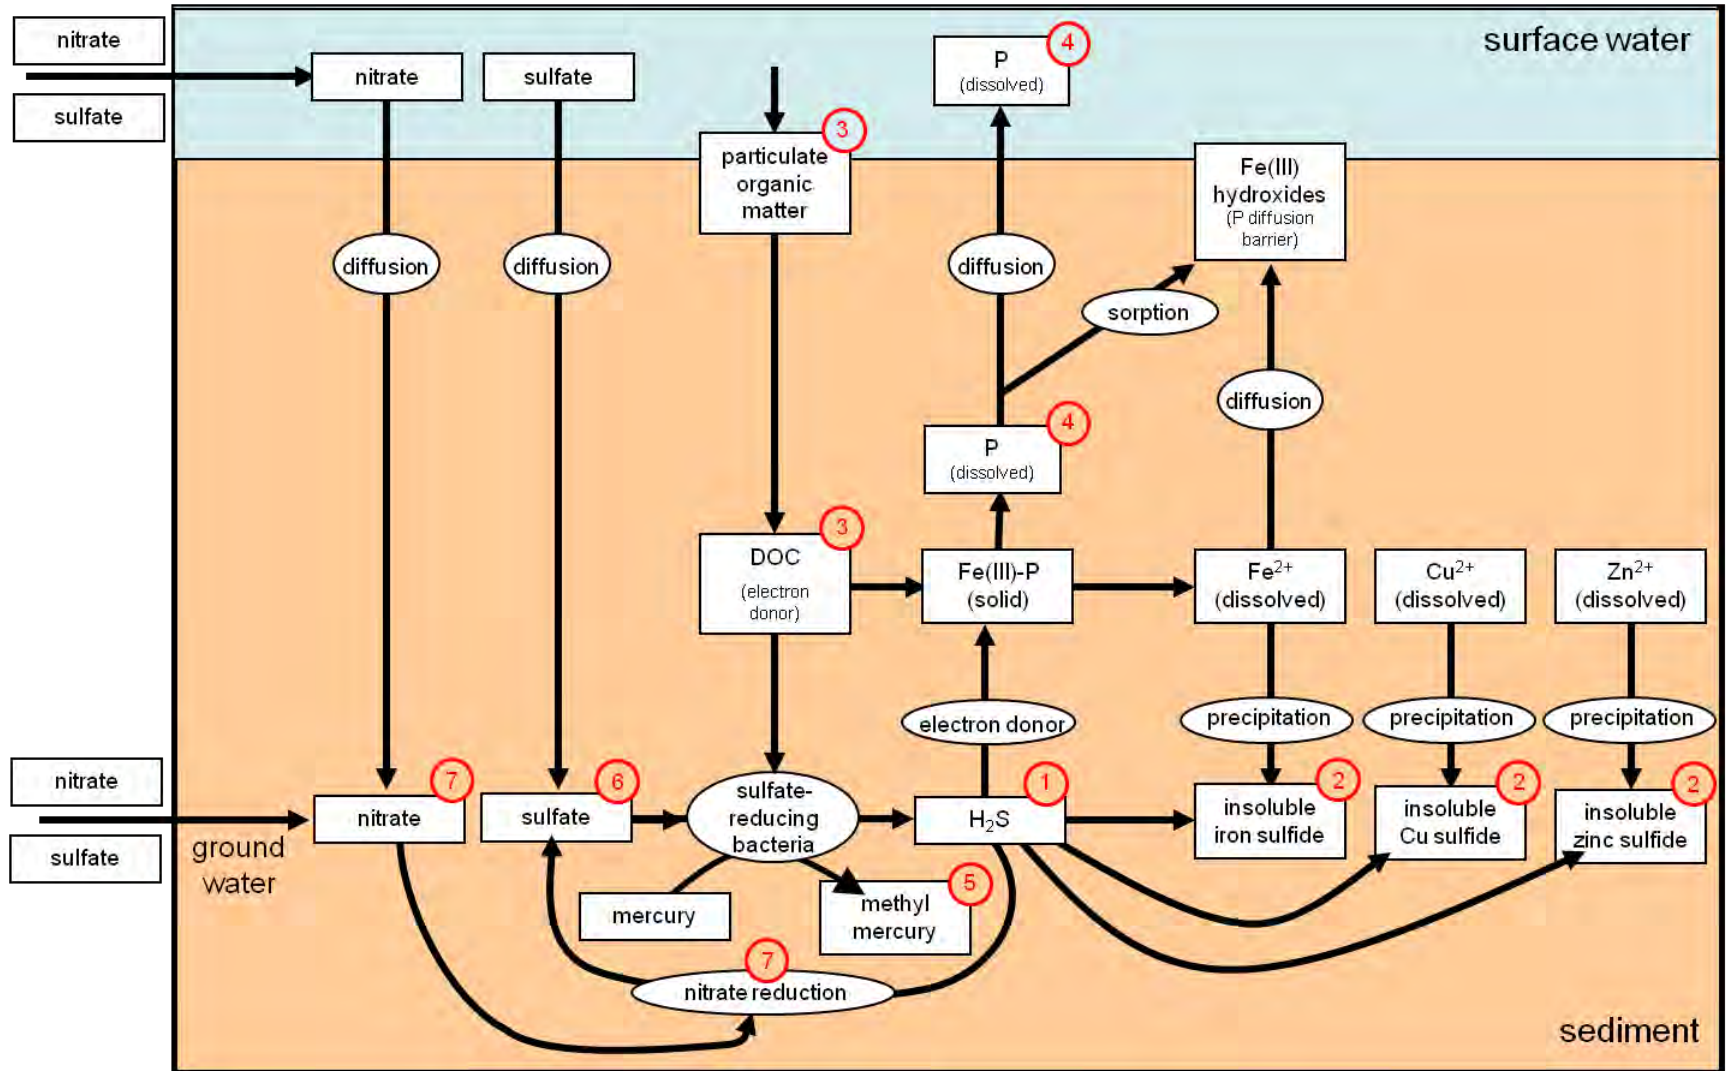 nitrate
sulfate
surface water
nitrate
sulfate
4
P
(dissolved)
3
particulate
organic
matter
Fe(III)
hydroxides
(P diffusion
barrier)
diffusion
diffusion
diffusion
sorption
diffusion
4
P
(dissolved)
3
DOC
(electron
donor)
Fe(III)-P
(solid)
Fe2+
(dissolved)
Cu2+
(dissolved)
Zn2+
(dissolved)
electron donor
precipitation
precipitation
precipitation
nitrate
sulfate
ground
water
7
nitrate
6
sulfate
sulfate-
reducing
bacteria
1
H2S
2
insoluble
iron sulfide
2
insoluble
Cu sulfide
2
insoluble
zinc sulfide
mercury
5
methyl
mercury
7
nitrate reduction
sediment